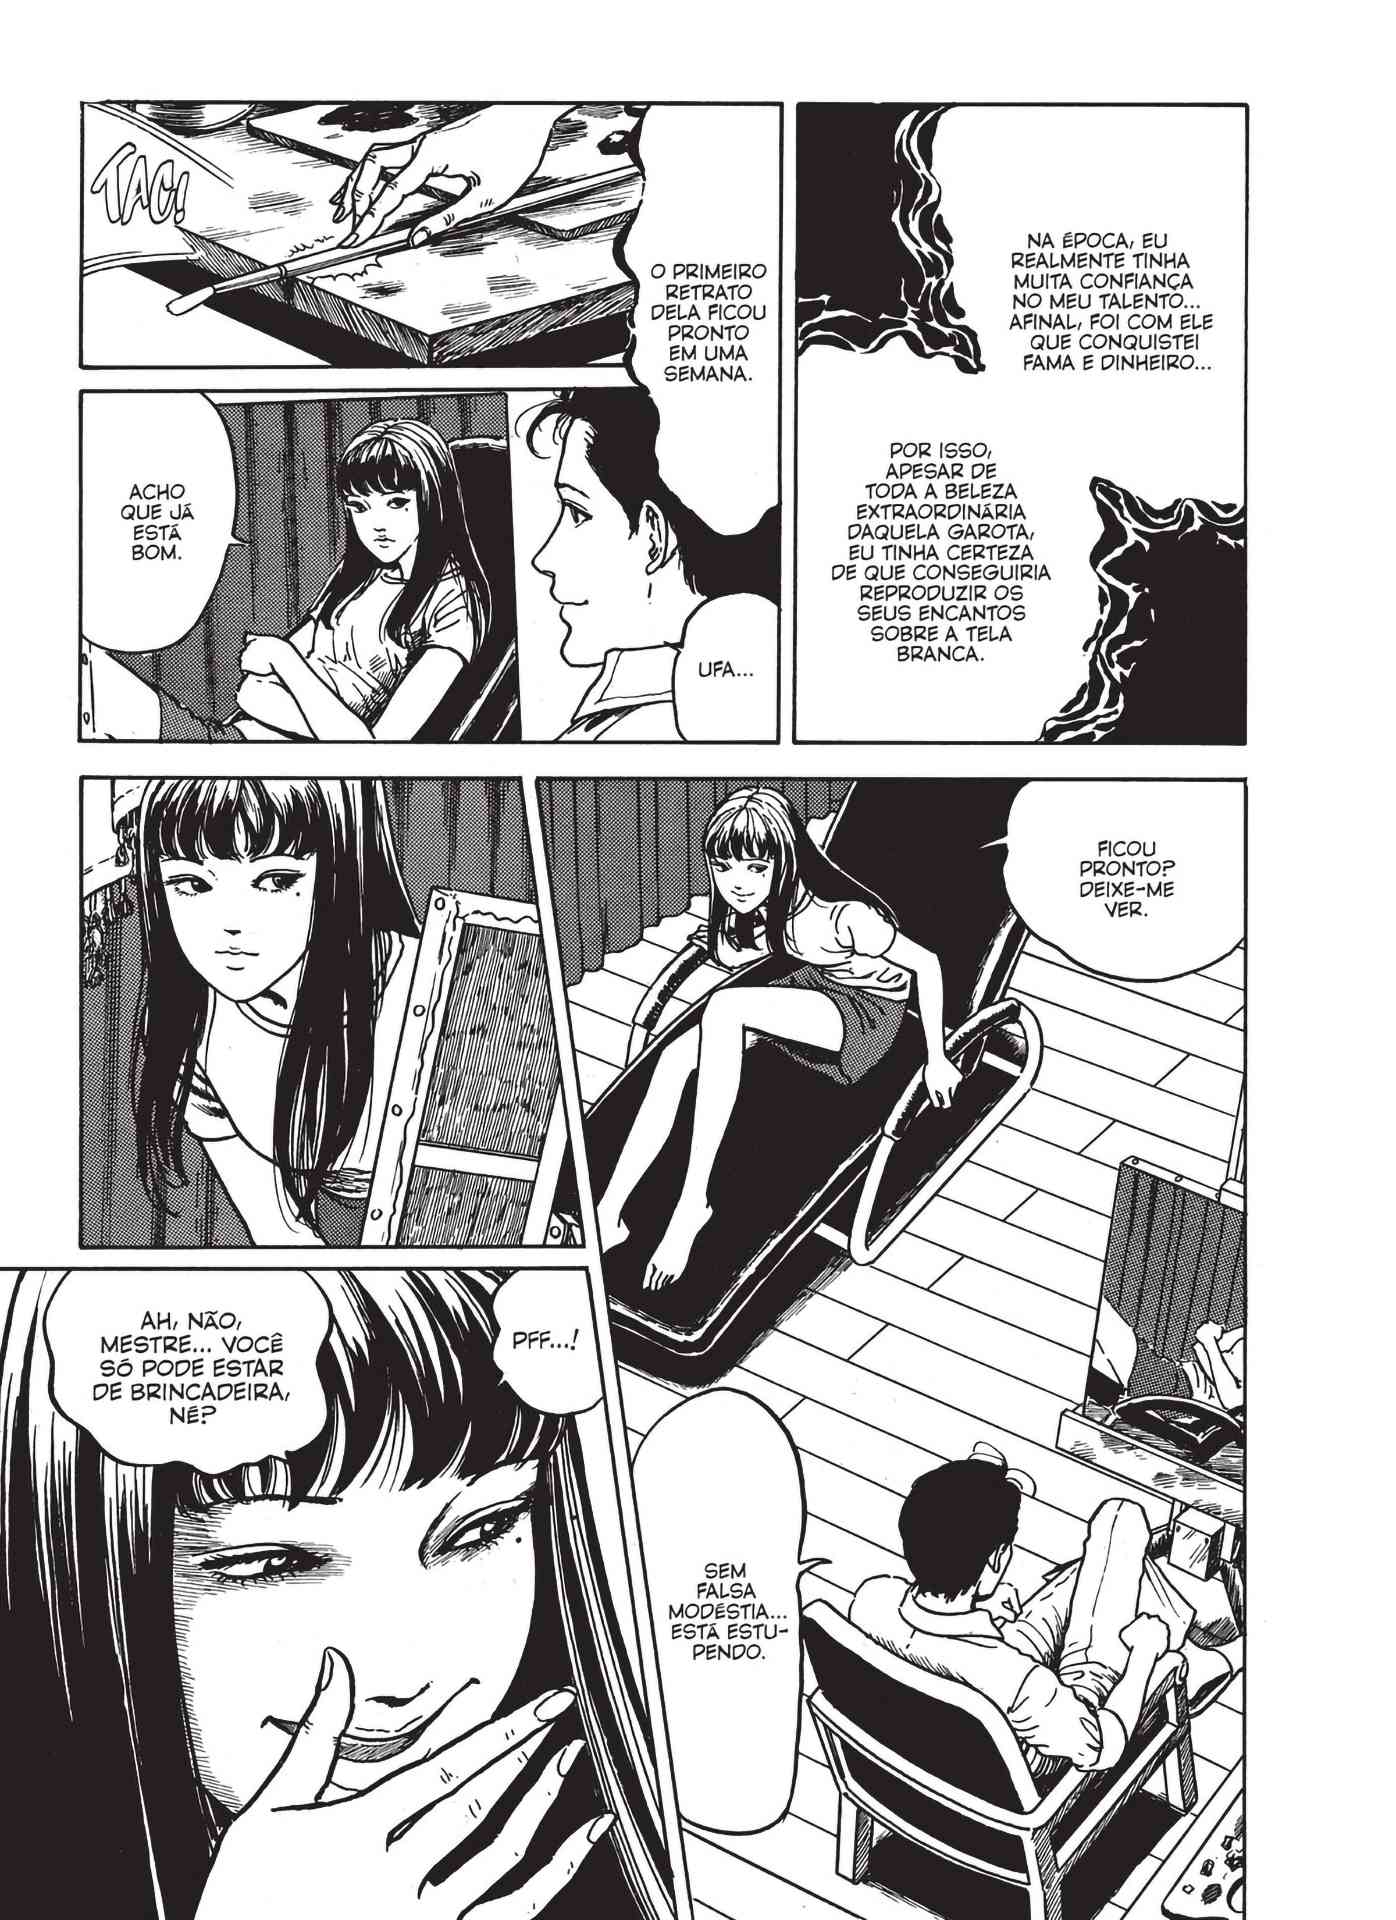 NA ÉPOCA, EU
REALMENTE TINHA
MUITA CONFIANÇA
NO MEU TALENTO...
AFINAL, FOI COM ELE
QUE CONQUISTEI
FAMA E DINHEIRO...
POR ISSO,
APESAR DE
TODA A BELEZA
EXTRAORDINÁRIA
DAQUELA GAROTA,
EU TINHA CERTEZA
DE QUE CONSEGUIRIA
REPRODUZIR OS
SEUS ENCANTOS
SOBRE A TELA
BRANCA.
O PRIMEIRO
RETRATO
DELA FICOU
PRONTO
EM UMA
SEMANA.
TAC!
UFA...
ACHO
QUE JÁ
ESTÁ
BOM.
FICOU
PRONTO?
DEIXE-ME
VER.
SEM
FALSA
MODÉSTIA...
ESTÁ ESTU-
PENDO.
PFF...!
AH, NÃO,
MESTRE... VOCÊ
SÓ PODE ESTAR
DE BRINCADEIRA,
NÉ?